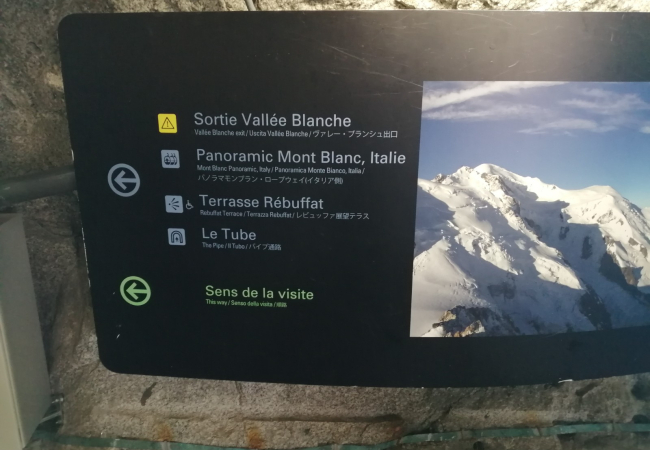 Sortie Vallée Blanche
Vallée Blanche exit / Uscita Vallée Blanche / ヴァレー・ブランシュ出口
Panoramic Mont Blanc, Italie
Mont Blanc Panoramic, Italy / Panoramica Monte Bianco, Italia /
パノラマモンブラン・ロープウェイ(イタリア側)
Terrasse Rébuffat
Rebuffat Terrace / Terrazza Rebuffat / レビュッファ展望テラス
Le Tube
The Pipe / Il Tubo / パイプ通路
Sens de la visite
This way / Senso della visita / 順路